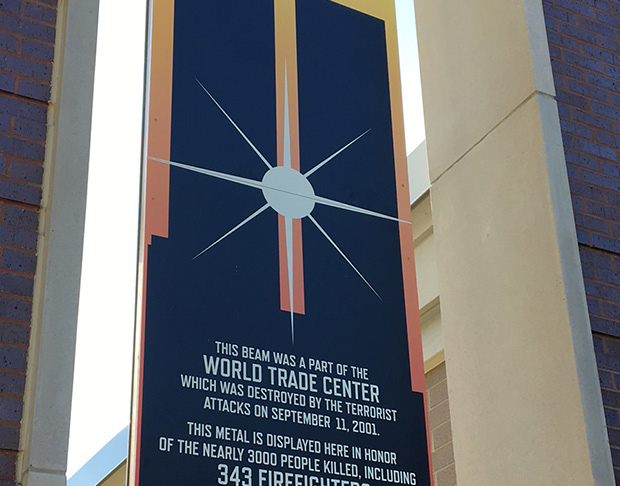 THIS BEAM WAS A PART OF THE
WORLD TRADE CENTER
WHICH WAS DESTROYED BY THE TERRORIST
ATTACKS ON SEPTEMBER 11, 2001.
THIS METAL IS DISPLAYED HERE IN HONOR
OF THE NEARLY 3000 PEOPLE KILLED, INCLUDING
343 FIREFIGHTERS